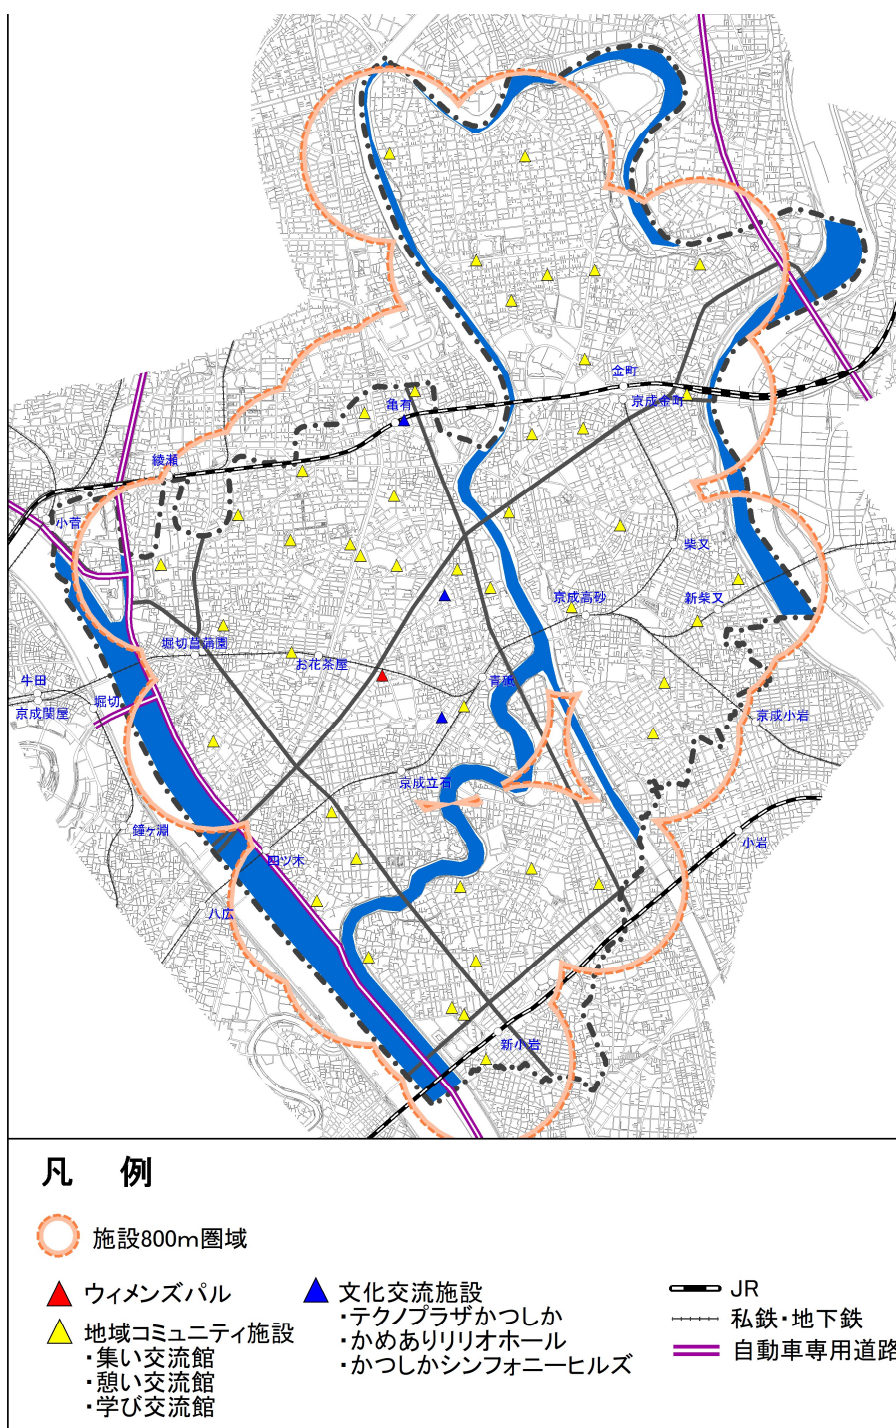 金町
京成金町
亀有
綾瀬
小菅
柴又
新柴又
京成高砂
堀切菖蒲園
お花茶屋
青砥
牛田
堀切
京成関屋
京成小岩
京成立石
鐘ヶ淵
小岩
四ツ木
八広
新小岩
凡 例
施設800m圏域
ウィメンズパル
地域コミュニティ施設
・集い交流館
・憩い交流館
・学び交流館
文化交流施設
・テクノプラザかつしか
・かめありリリオホール
・かつしかシンフォニーヒルズ
JR
私鉄・地下鉄
自動車専用道路